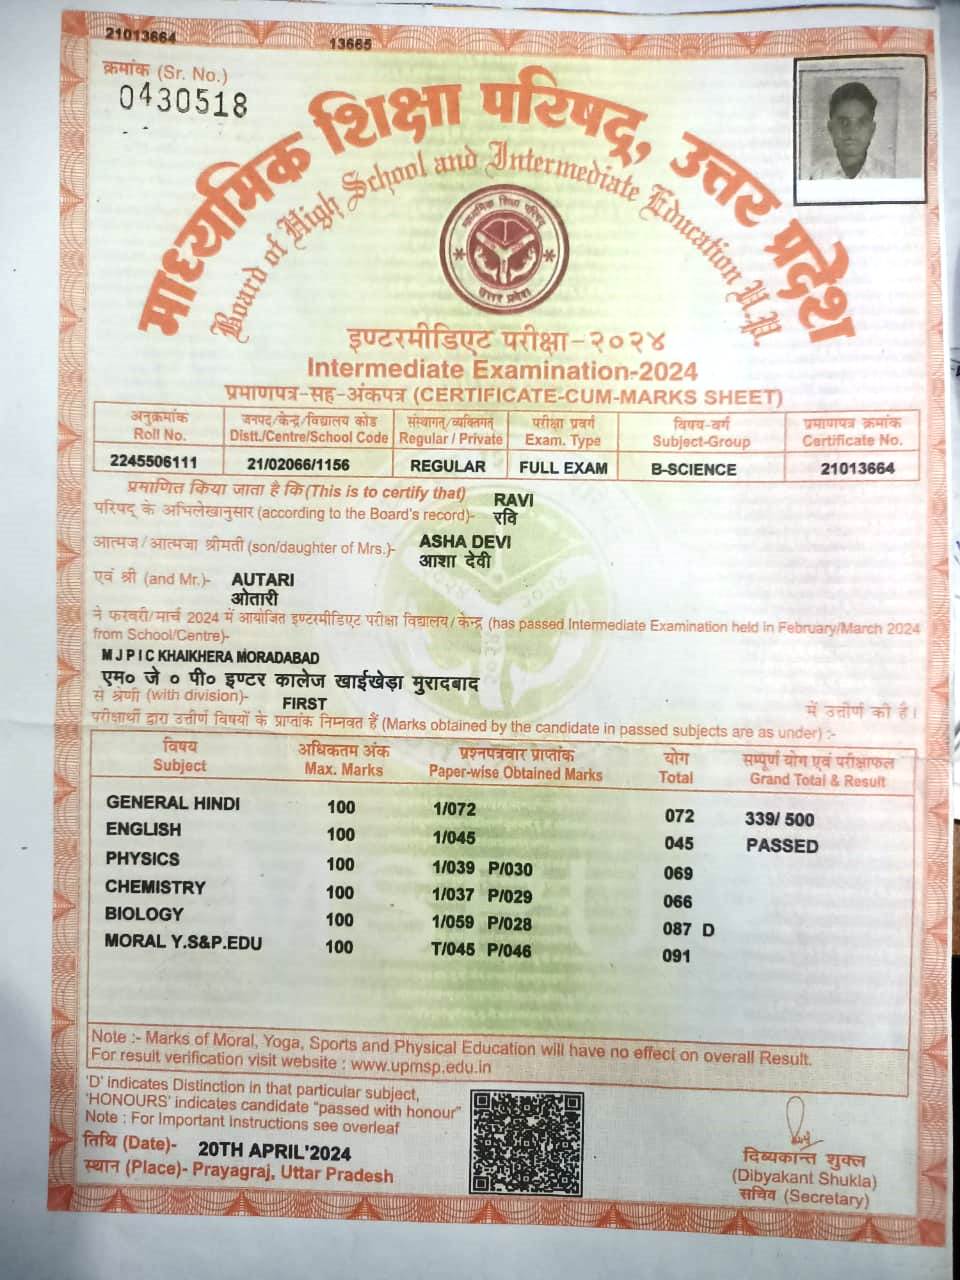 21013664 13665
क्रमांक (Sr. No.)
0430518
माध्यमिक शिक्षा परिषद्, उत्तर प्रदेश
Board of High School and Intermediate Education U.P.
माध्यमिक शिक्षा परिषद्
उत्तर प्रदेश
इण्टरमीडिएट परीक्षा-२०२४
Intermediate Examination-2024
प्रमाणपत्र-सह-अंकपत्र (CERTIFICATE-CUM-MARKS SHEET)
अनुक्रमांक जनपद/केन्द्र/विद्यालय कोड संस्थागत्/व्यक्तिगत् परीक्षा प्रवर्ग विषय-वर्ग प्रमाणपत्र क्रमांक
Roll No. Distt./Centre/School Code Regular / Private Exam. Type Subject-Group Certificate No.
2245506111 21/02066/1156 REGULAR FULL EXAM B-SCIENCE 21013664
प्रमाणित किया जाता है कि (This is to certify that) RAVI
परिषद् के अभिलेखानुसार (according to the Board's record)- रवि
आत्मज/आत्मजा श्रीमती (son/daughter of Mrs.)- ASHA DEVI
आशा देवी
एवं श्री (and Mr.)- AUTARI
ओतारी
ने फरवरी/मार्च 2024 में आयोजित इण्टरमीडिएट परीक्षा विद्यालय/केन्द्र (has passed Intermediate Examination held in February/March 2024
from School/Centre)-
M J P I C KHAIKHERA MORADABAD
एम० जे ० पी० इण्टर कालेज खाईखेड़ा मुरादबाद
से श्रेणी (with division)- FIRST में उत्तीर्ण की है।
परीक्षार्थी द्वारा उत्तीर्ण विषयों के प्राप्तांक निम्नवत हैं (Marks obtained by the candidate in passed subjects are as under) :-
विषय अधिकतम अंक प्रश्नपत्रवार प्राप्तांक योग सम्पूर्ण योग एवं परीक्षाफल
Subject Max. Marks Paper-wise Obtained Marks Total Grand Total & Result
GENERAL HINDI 100 1/072 072 339/ 500
ENGLISH 100 1/045 045 PASSED
PHYSICS 100 1/039 P/030 069
CHEMISTRY 100 1/037 P/029 066
BIOLOGY 100 1/059 P/028 087 D
MORAL Y.S&P.EDU 100 T/045 P/046 091
Note :- Marks of Moral, Yoga, Sports and Physical Education will have no effect on overall Result.
For result verification visit website : www.upmsp.edu.in
'D' indicates Distinction in that particular subject,
'HONOURS' indicates candidate "passed with honour"
Note : For Important Instructions see overleaf
तिथि (Date)- 20TH APRIL'2024
स्थान (Place)- Prayagraj, Uttar Pradesh
दिव्यकान्त शुक्ल
(Dibyakant Shukla)
सचिव (Secretary)